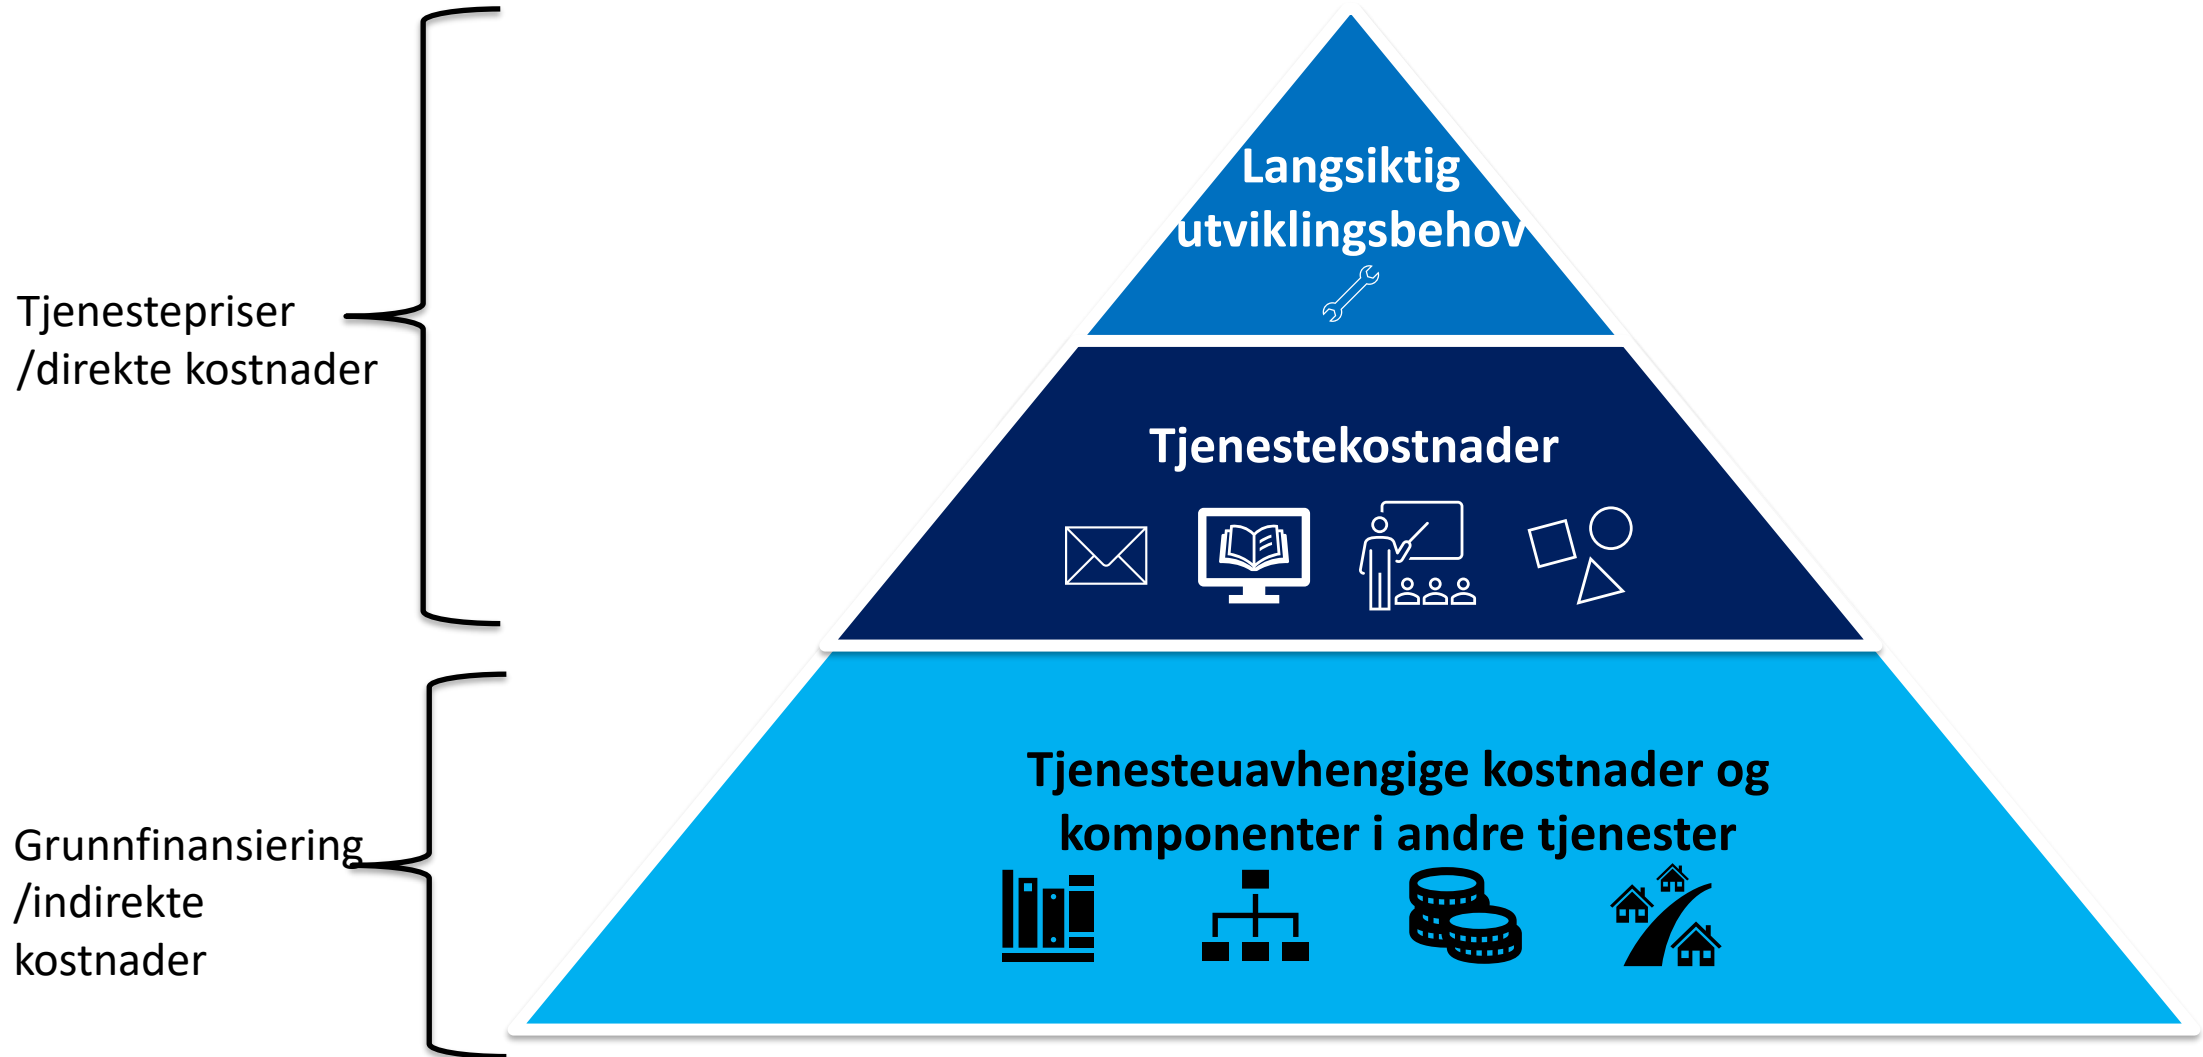 Langsiktig
utviklingsbehov
Tjenestepriser
/direkte kostnader
Tjenestekostnader
Tjenesteuavhengige kostnader og
komponenter i andre tjenester
Grunnfinansiering
/indirekte
kostnader